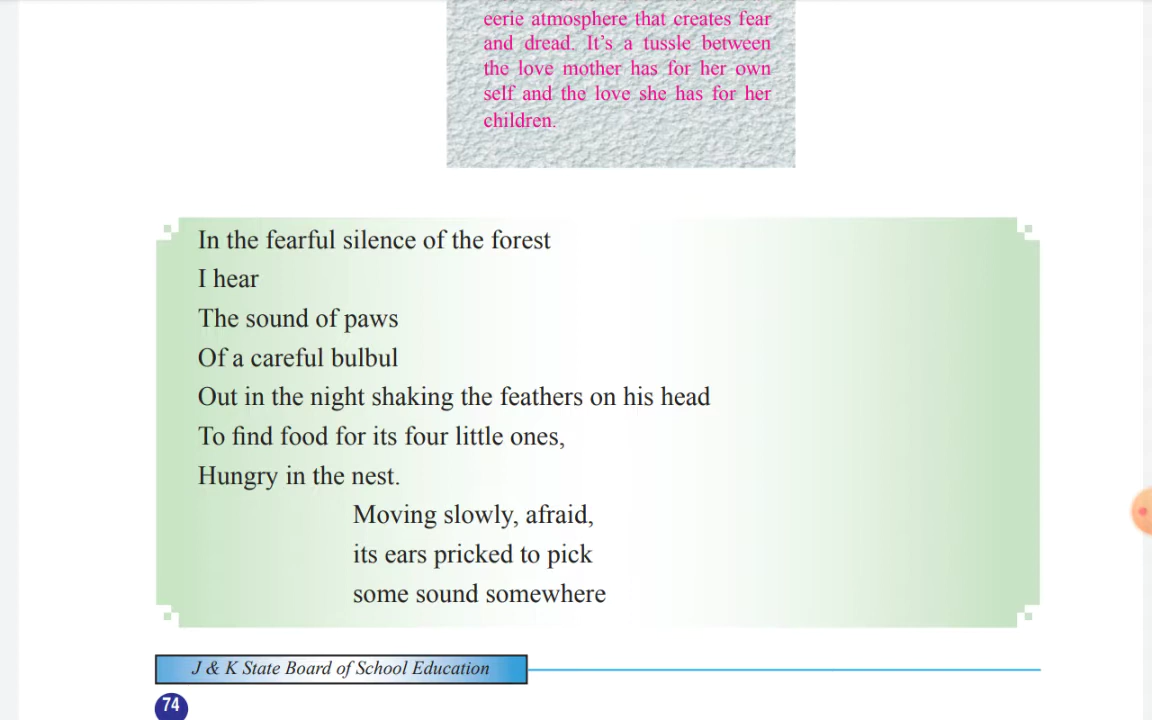 eerie atmosphere that creates fear
and dread. It's a tussle between
the love mother has for her own
self and the love she has for her
children.
In the fearful silence of the forest
I hear
The sound of paws
Of a careful bulbul
Out in the night shaking the feathers on his head
To find food for its four little ones,
Hungry in the nest.
Moving slowly, afraid,
its ears pricked to pick
some sound somewhere
J & K State Board of School Education
74